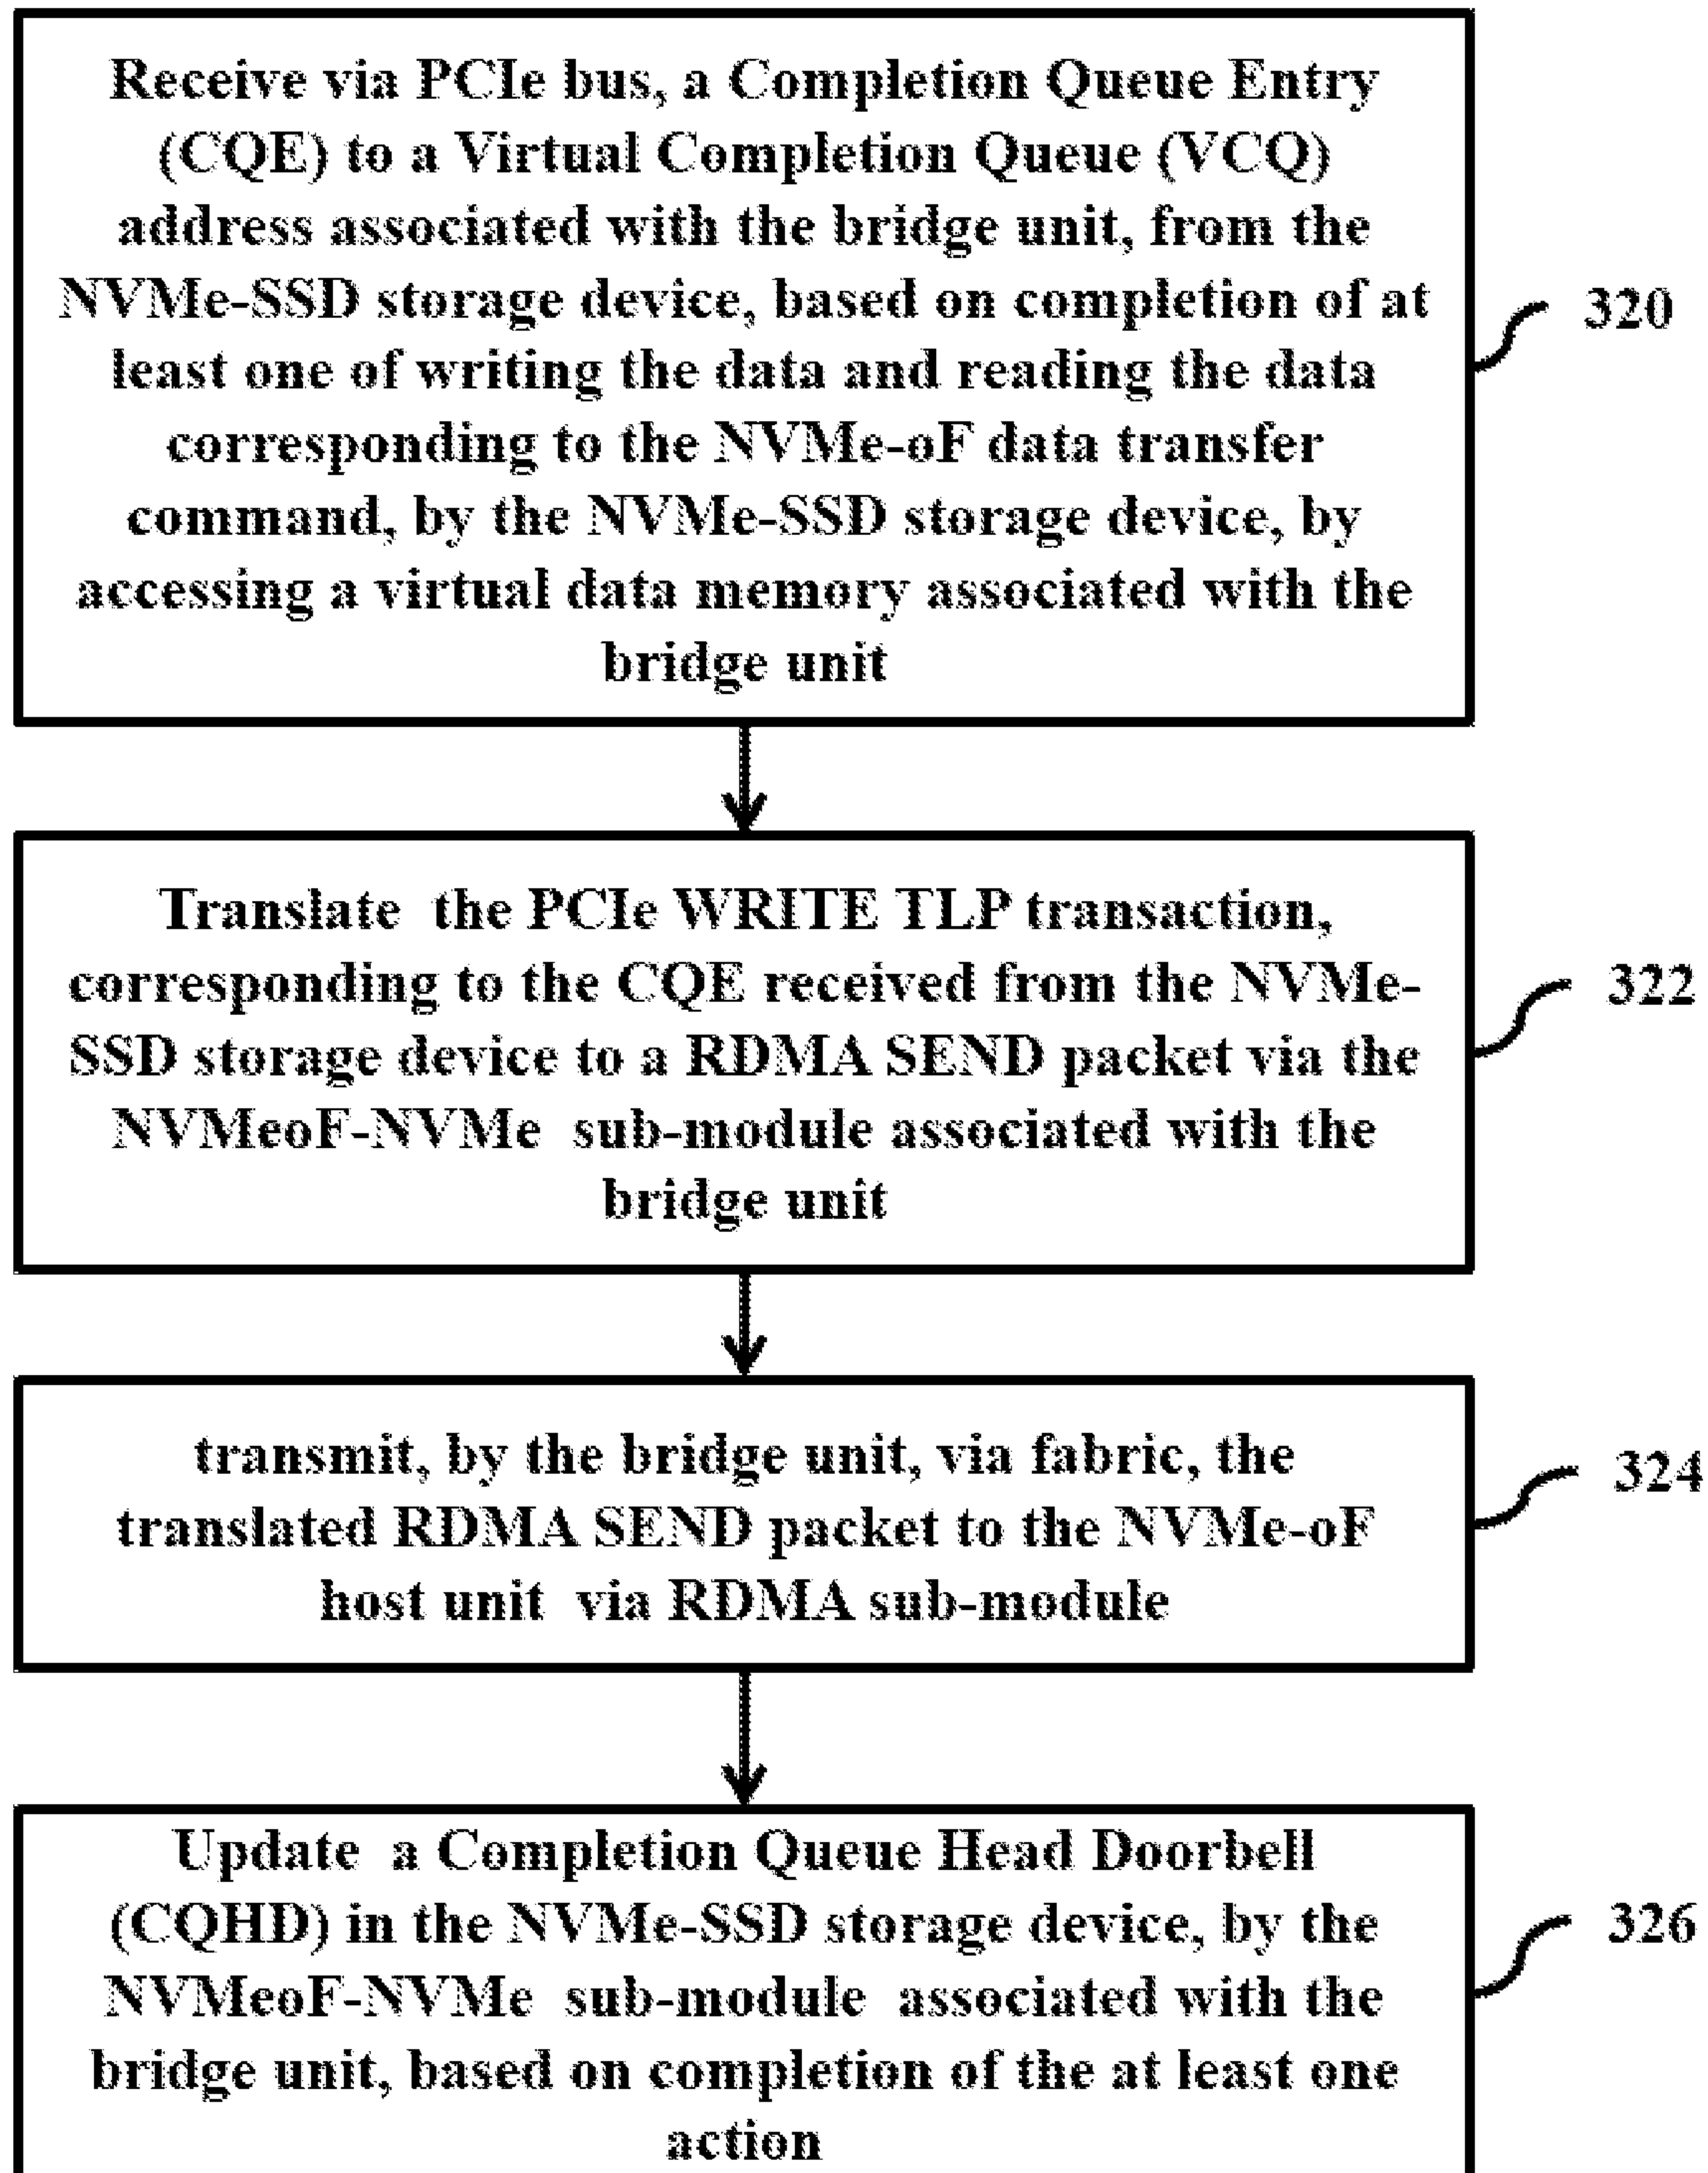 Receive via PCIe bus, a Completion Queue Entry
(CQE) to a Virtual Completion Queue (VCQ)
address associated with the bridge unit, from the
NVMe-SSD storage device, based on completion of at
least one of writing the data and reading the data
corresponding to the NVMe-oF data transfer
command, by the NVMe-SSD storage device, by
accessing a virtual data memory associated with the
bridge unit
320
Translate the PCIe WRITE TLP transaction,
corresponding to the CQE received from the NVMe-
SSD storage device to a RDMA SEND packet via the
NVMeoF-NVMe sub-module associated with the
bridge unit
322
transmit, by the bridge unit, via fabric, the
translated RDMA SEND packet to the NVMe-oF
host unit via RDMA sub-module
324
Update a Completion Queue Head Doorbell
(CQHD) in the NVMe-SSD storage device, by the
NVMeoF-NVMe sub-module associated with the
bridge unit, based on completion of the at least one
action
326